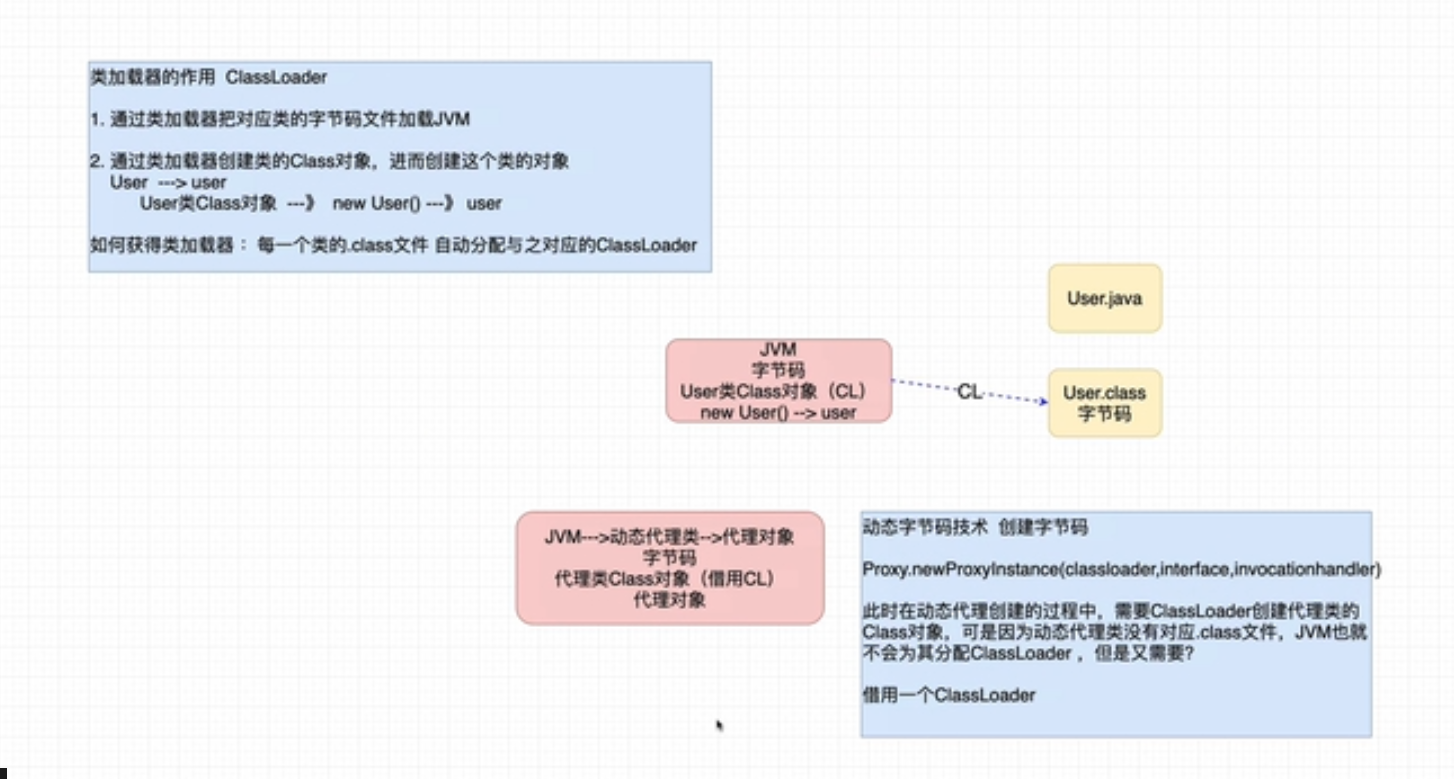 类加载器的作用 ClassLoader
1. 通过类加载器把对应类的字节码文件加载JVM
2. 通过类加载器创建类的Class对象，进而创建这个类的对象
User ---> user
User类Class对象 ---》 new User() ---》 user
如何获得类加载器： 每一个类的.class文件 自动分配与之对应的ClassLoader
User.java
JVM
字节码
User类Class对象（CL）
new User() --> user
CL
User.class
字节码
JVM--->动态代理类-->代理对象
字节码
代理类Class对象（借用CL）
代理对象
动态字节码技术 创建字节码
Proxy.newProxyInstance(classloader,interface,invocationhandler)
此时在动态代理创建的过程中，需要ClassLoader创建代理类的
Class对象，可是因为动态代理类没有对应.class文件，JVM也就
不会为其分配ClassLoader ，但是又需要?
借用一个ClassLoader